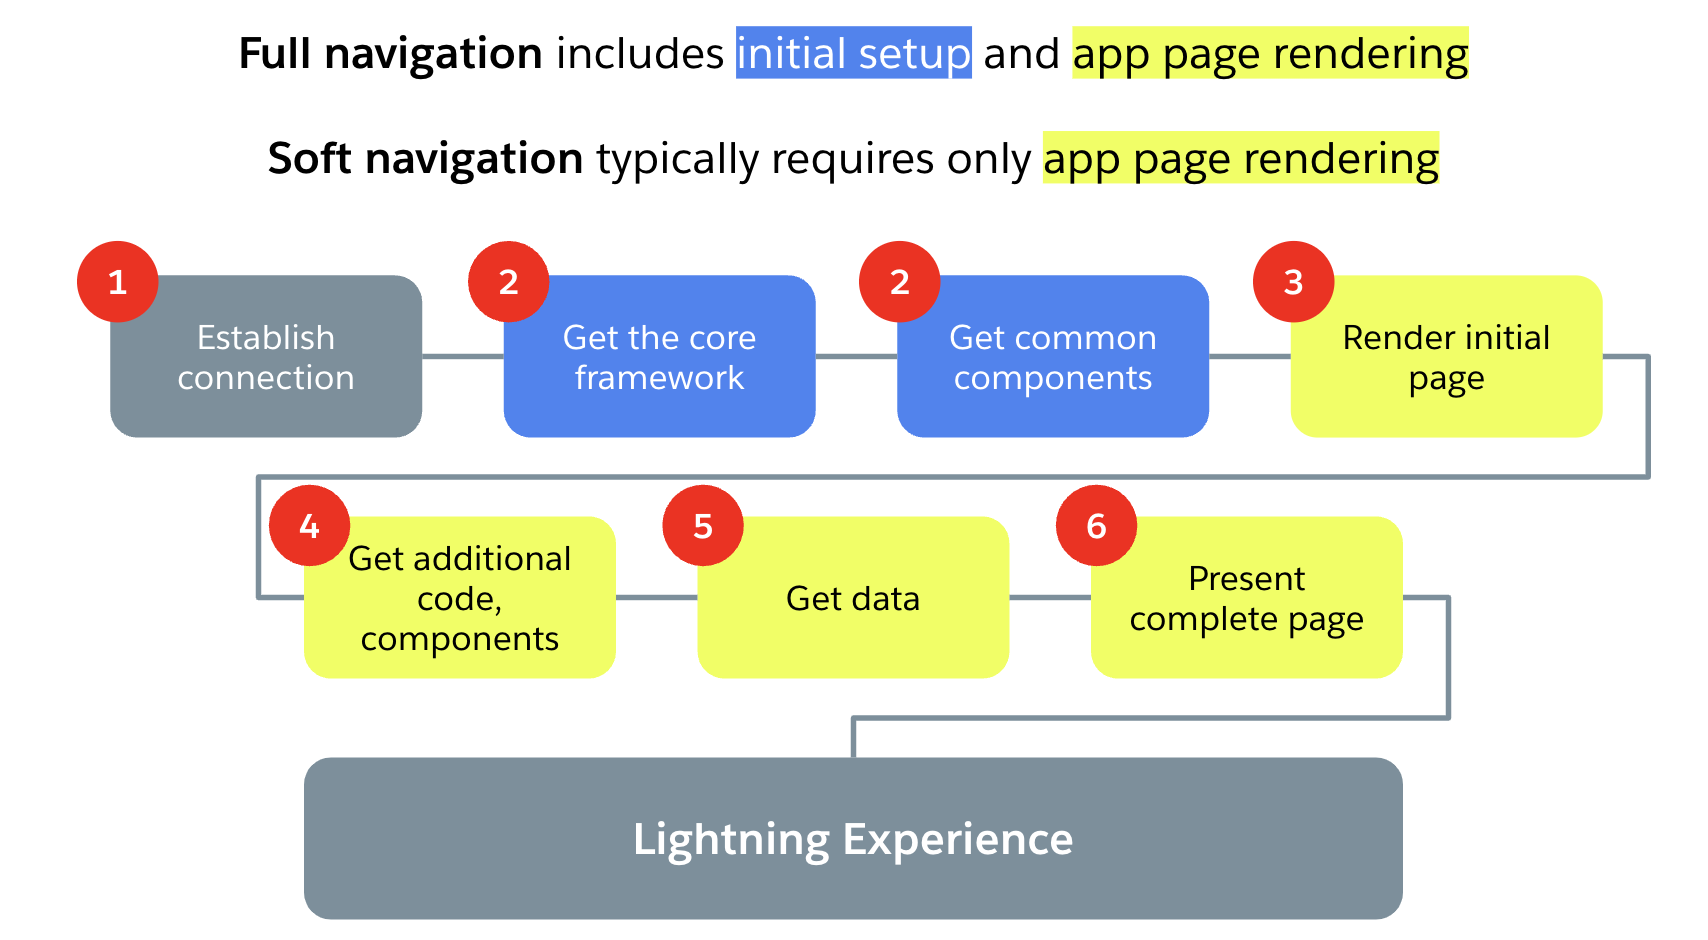 Full navigation includes initial setup and app page rendering
Soft navigation typically requires only app page rendering
1
Establish
connection
2
Get the core
framework
2
Get common
components
3
Render initial
page
4
Get additional
code,
components
5
Get data
6
Present
complete page
Lightning Experience